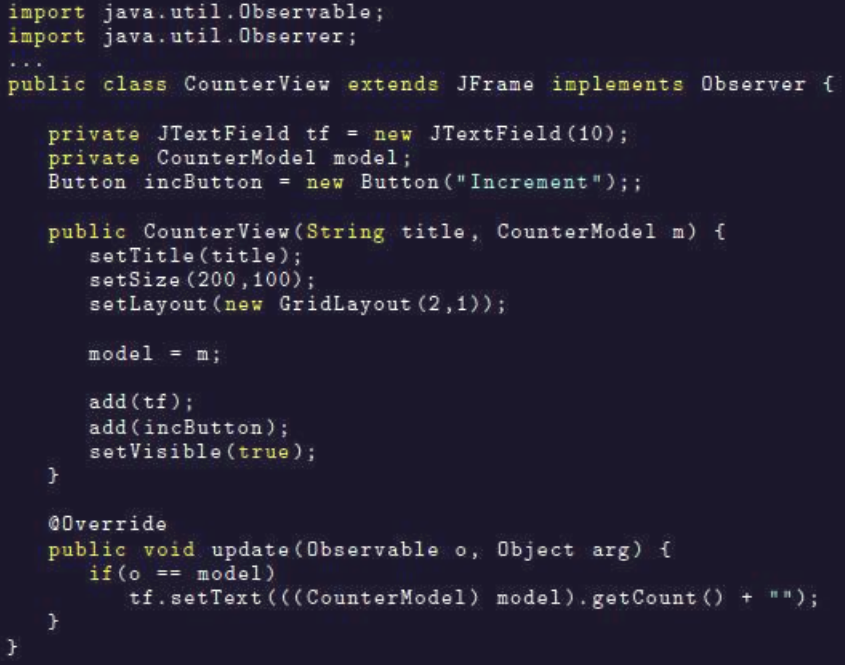 import java.util.Observable;
import java.util.Observer;
...
public class CounterView extends JFrame implements Observer {
private JTextField tf = new JTextField(10);
private CounterModel model;
Button incButton = new Button("Increment");;
public CounterView(String title, CounterModel m) {
setTitle(title);
setSize(200,100);
setLayout(new GridLayout(2,1));
model = m;
add(tf);
add(incButton);
setVisible(true);
}
@Override
public void update(Observable o, Object arg) {
if(o == model)
tf.setText(((CounterModel) model).getCount() + "");
}
}